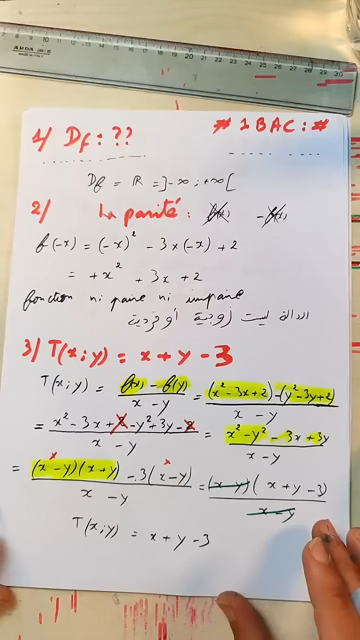 1) Df : ?? # 1 BAC : #
Df = ℝ = ]-∞ ; +∞[
2) La parité : f(x) -f(x)
f(-x) = (-x)² - 3×(-x) + 2
= +x² + 3x + 2
fonction ni paire ni impaire
الدالة ليست زوجية أو فردية
3) T(x;y) = x+y-3
T(x;y) = f(x) - f(y) / x - y = (x² - 3x+2) - (y² - 3y+2) / x - y
= x² - 3x + 2 - y² + 3y - 2 / x - y = x² - y² - 3x + 3y / x - y
= (x-y)(x+y) - 3(x-y) / x - y = (x-y)(x+y-3) / x-y
T(x;y) = x+y-3